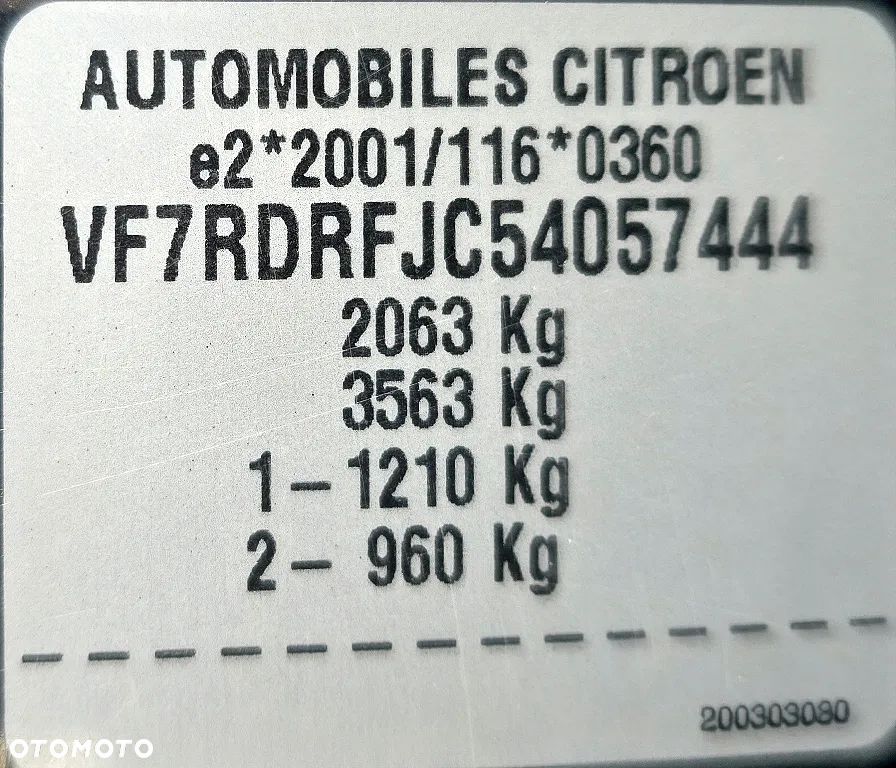 AUTOMOBILES CITROEN
e2*2001/116*0360
VF7RDRFJC54057444
2063 Kg
3563 Kg
1 - 1210 Kg
2 - 960 Kg
200303080
OTOMOTO